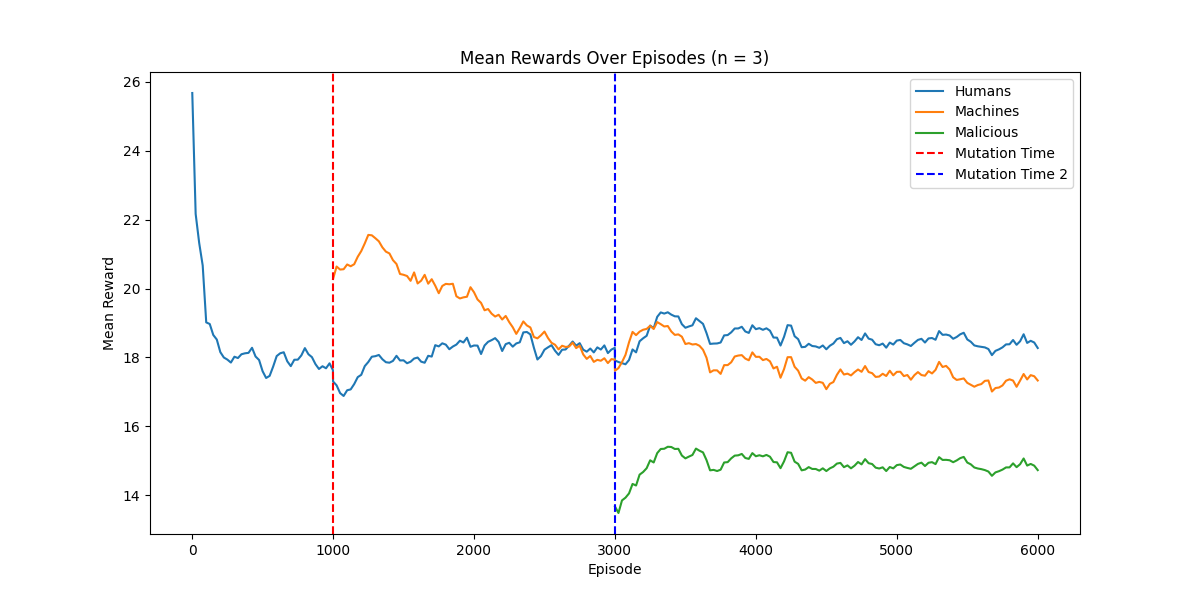 Mean Rewards Over Episodes (n = 3)
Mean Reward
26
24
22
20
18
16
14
Humans
Machines
Malicious
Mutation Time
Mutation Time 2
0 1000 2000 3000 4000 5000 6000
Episode